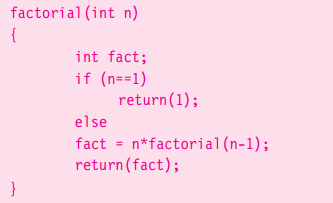 factorial(int n)
{
int fact;
if (n==1)
return(1);
else
fact = n*factorial(n-1);
return(fact);
}